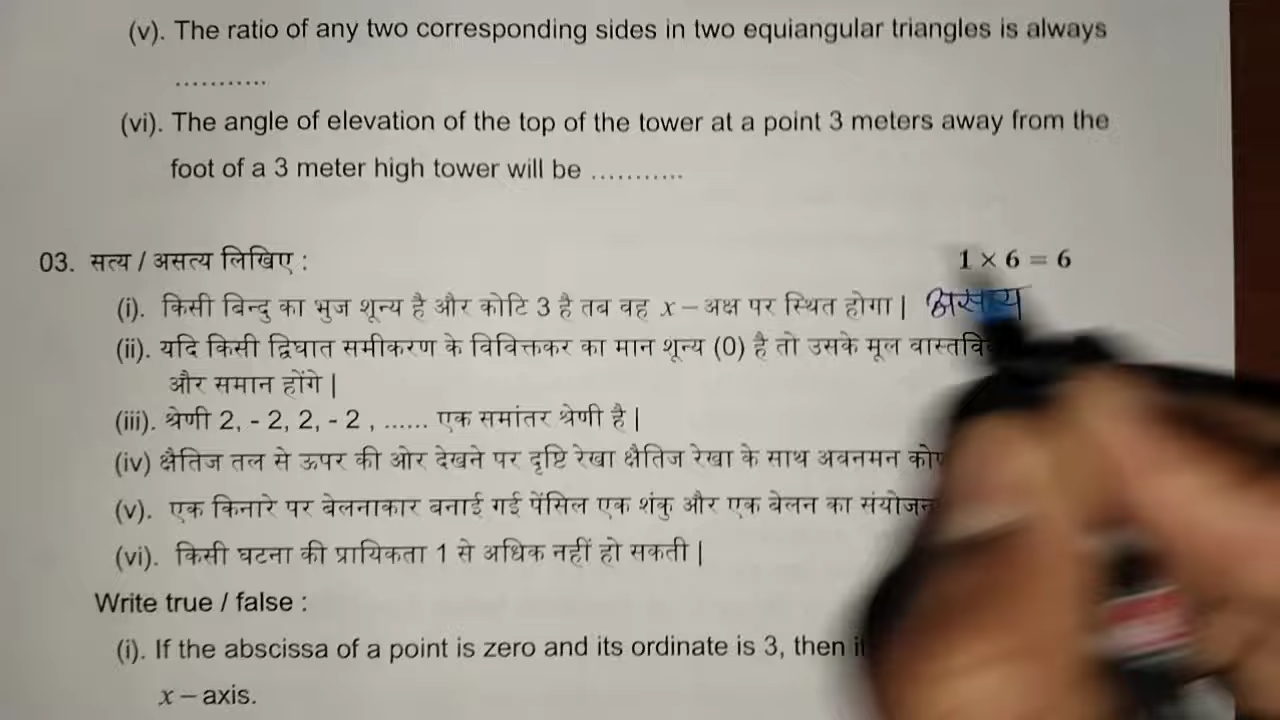 (v). The ratio of any two corresponding sides in two equiangular triangles is always
...........
(vi). The angle of elevation of the top of the tower at a point 3 meters away from the
foot of a 3 meter high tower will be ...........
03. सत्य / असत्य लिखिए :
1 × 6 = 6
(i). किसी बिन्दु का भुज शून्य है और कोटि 3 है तब वह x – अक्ष पर स्थित होगा | असत्य
(ii). यदि किसी द्विघात समीकरण के विविक्तकर का मान शून्य (0) है तो उसके मूल
और समान होंगे |
(iii). श्रेणी 2, - 2, 2, - 2 , ...... एक समांतर श्रेणी है |
(iv) क्षैतिज तल से ऊपर की ओर देखने पर दृष्टि रेखा क्षैतिज रेखा के साथ अवनमन
(v). एक किनारे पर बेलनाकार बनाई गई पेंसिल एक शंकु और एक बेलन का संयोजन
(vi). किसी घटना की प्रायिकता 1 से अधिक नहीं हो सकती |
Write true / false :
(i). If the abscissa of a point is zero and its ordinate is 3, then
x – axis.